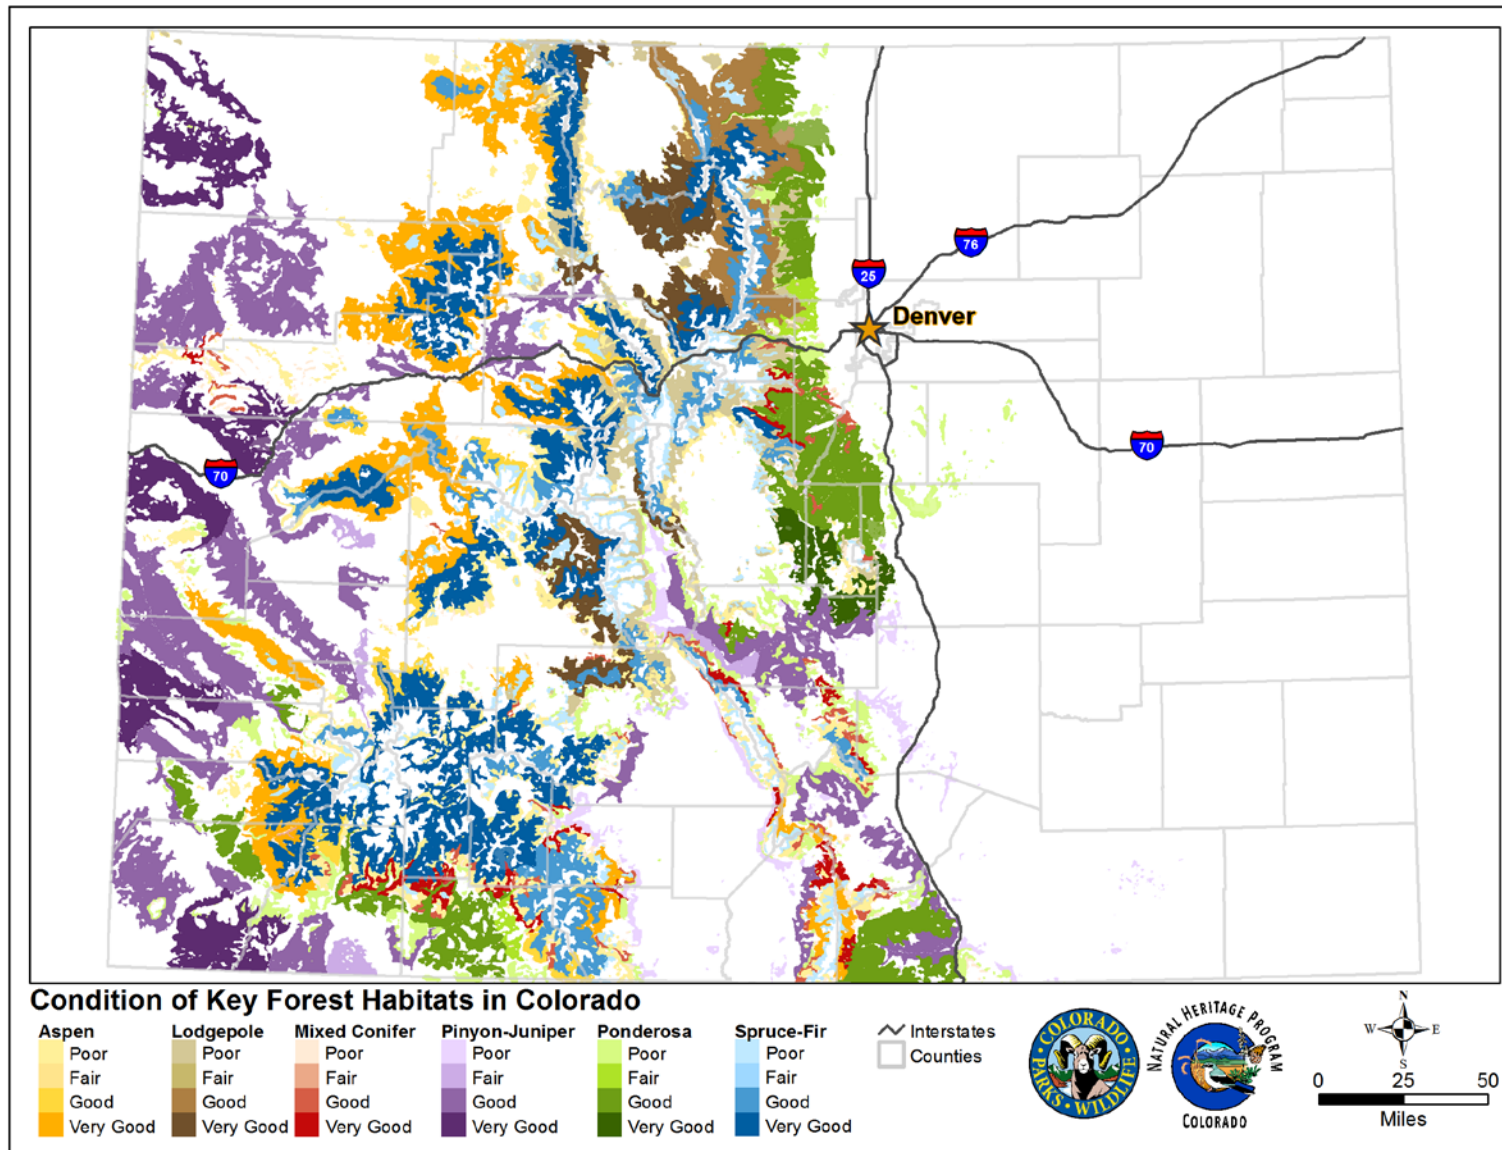 76
25
Denver
70
70
Condition of Key Forest Habitats in Colorado
Aspen
Poor
Fair
Good
Very Good
Lodgepole
Poor
Fair
Good
Very Good
Mixed Conifer
Poor
Fair
Good
Very Good
Pinyon-Juniper
Poor
Fair
Good
Very Good
Ponderosa
Poor
Fair
Good
Very Good
Spruce-Fir
Poor
Fair
Good
Very Good
Interstates
Counties
COLORADO
PARKS • WILDLIFE
NATURAL HERITAGE PROGRAM
COLORADO
N
W E
S
0 25 50
Miles